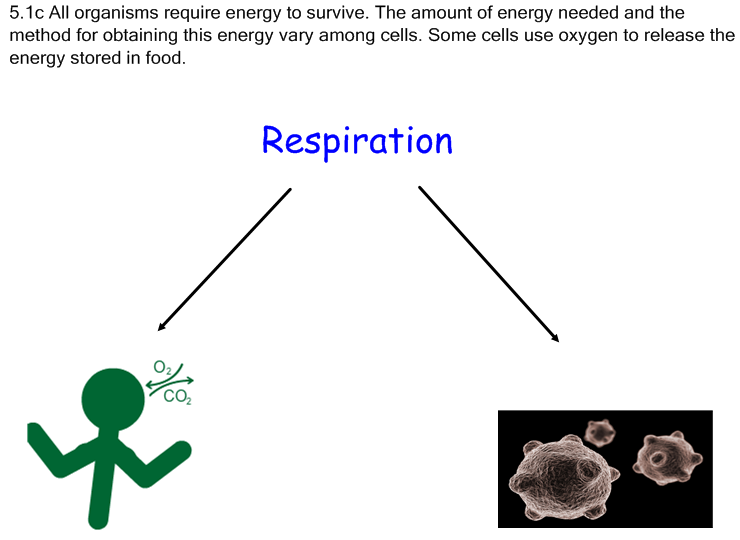 5.1c All organisms require energy to survive. The amount of energy needed and the
method for obtaining this energy vary among cells. Some cells use oxygen to release the
energy stored in food.
Respiration
O₂
CO₂